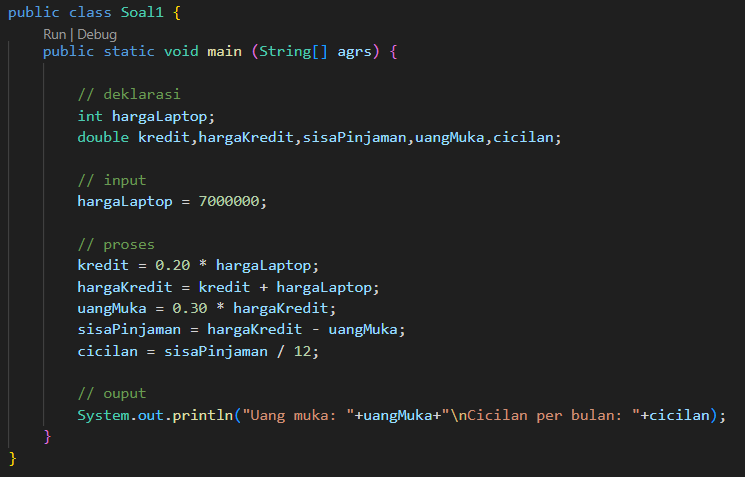 public class Soal1 {
Run | Debug
public static void main (String[] agrs) {
// deklarasi
int hargaLaptop;
double kredit,hargaKredit,sisaPinjaman,uangMuka,cicilan;
// input
hargaLaptop = 7000000;
// proses
kredit = 0.20 * hargaLaptop;
hargaKredit = kredit + hargaLaptop;
uangMuka = 0.30 * hargaKredit;
sisaPinjaman = hargaKredit - uangMuka;
cicilan = sisaPinjaman / 12;
// ouput
System.out.println("Uang muka: "+uangMuka+"\nCicilan per bulan: "+cicilan);
}
}